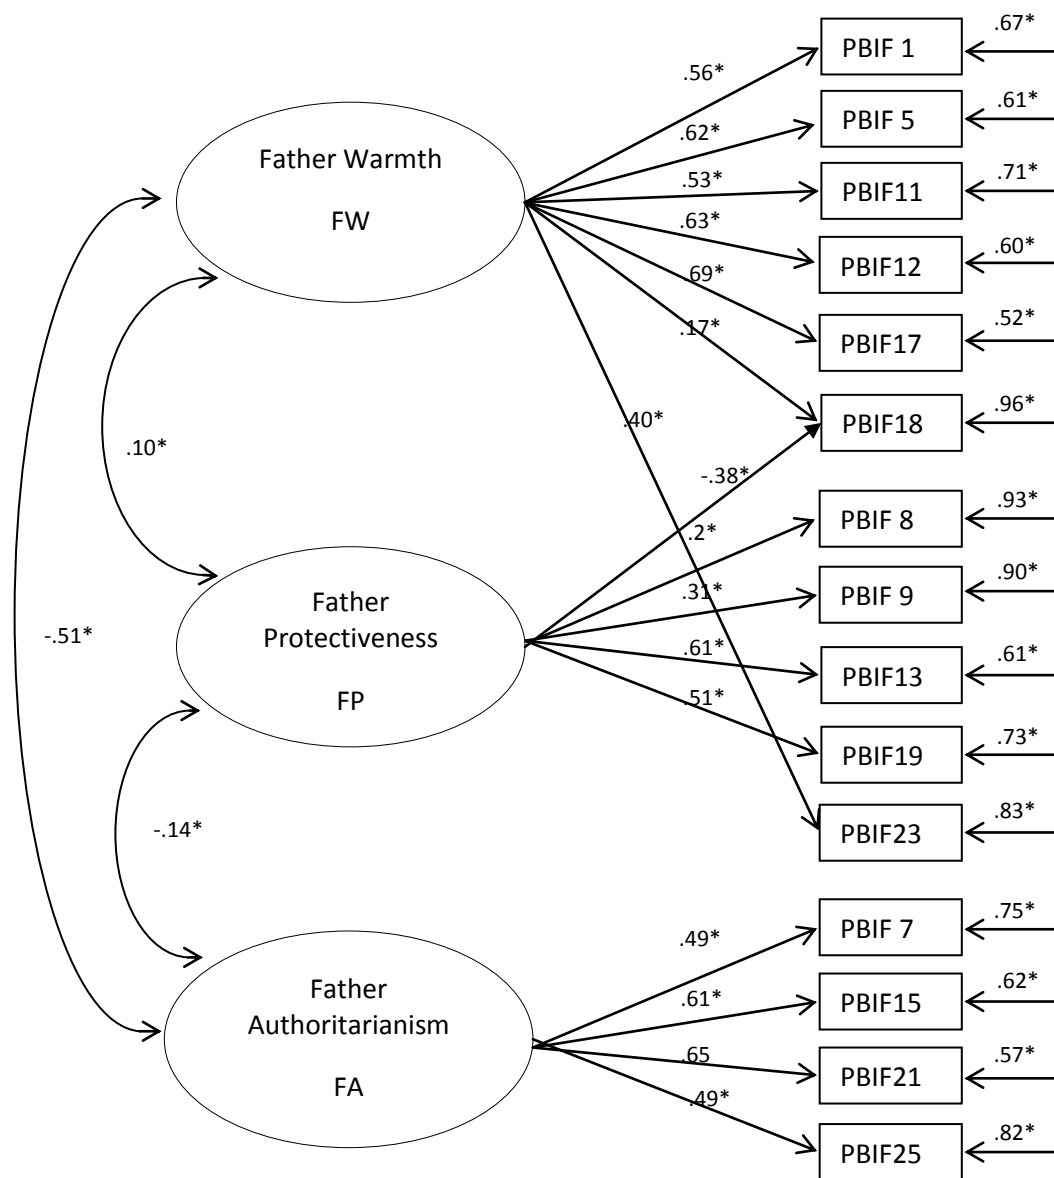 .67*
PBIF 1
.56*
.61*
PBIF 5
.62*
Father Warmth
FW
.71*
PBIF11
.53*
.60*
PBIF12
.63*
.52*
PBIF17
.69*
.17*
.96*
PBIF18
.40*
.10*
-.38*
.93*
PBIF 8
.2*
.90*
PBIF 9
.31*
Father
Protectiveness
FP
-.51*
.61*
PBIF13
.61*
.51*
.73*
PBIF19
.83*
PBIF23
-.14*
.75*
PBIF 7
.49*
.62*
PBIF15
.61*
Father
Authoritarianism
FA
.57*
PBIF21
.65
.49*
.82*
PBIF25